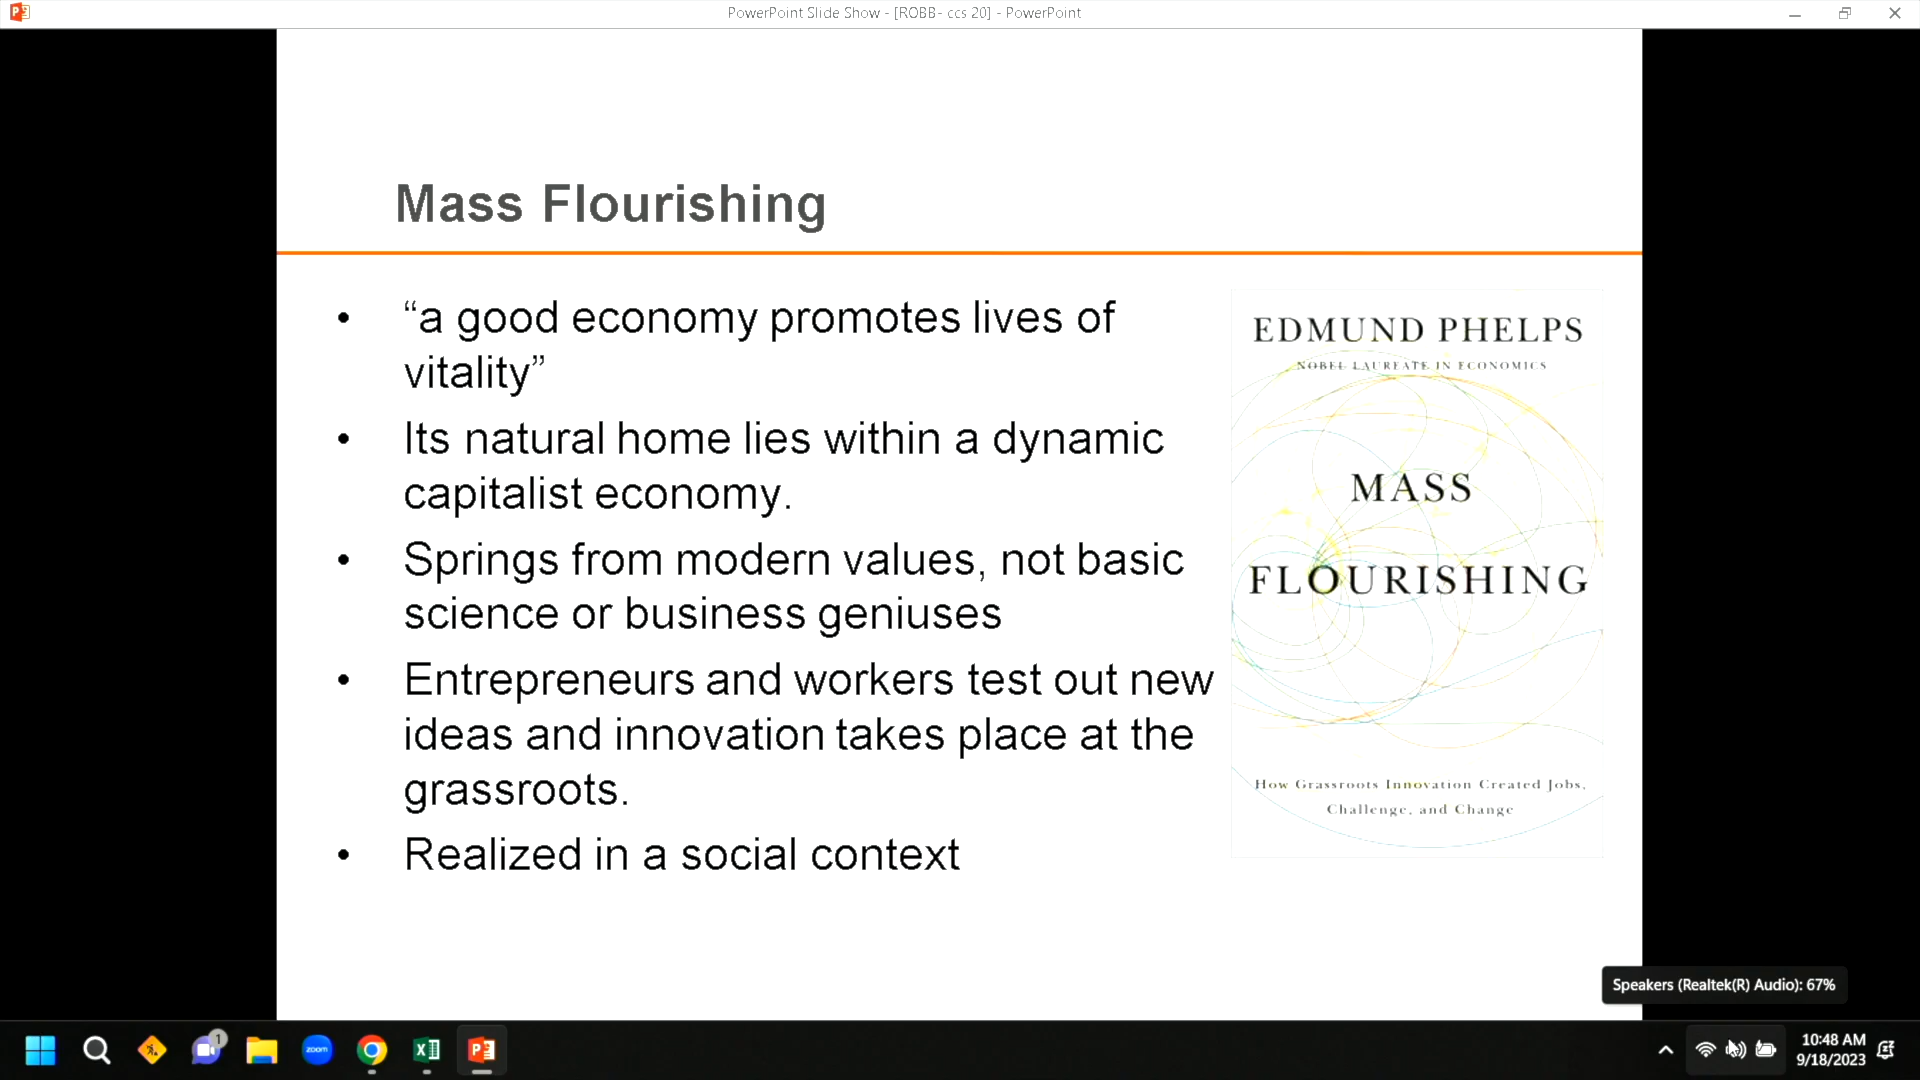 PowerPoint Slide Show - [ROBB- ccs 20] - PowerPoint
Mass Flourishing
• “a good economy promotes lives of
vitality”
• Its natural home lies within a dynamic
capitalist economy.
• Springs from modern values, not basic
science or business geniuses
• Entrepreneurs and workers test out new
ideas and innovation takes place at the
grassroots.
• Realized in a social context
EDMUND PHELPS
NOBEL LAUREATE IN ECONOMICS
MASS
FLOURISHING
How Grassroots Innovation Created Jobs,
Challenge, and Change
Speakers (Realtek(R) Audio): 67%
1
zoom
10:48 AM
9/18/2023